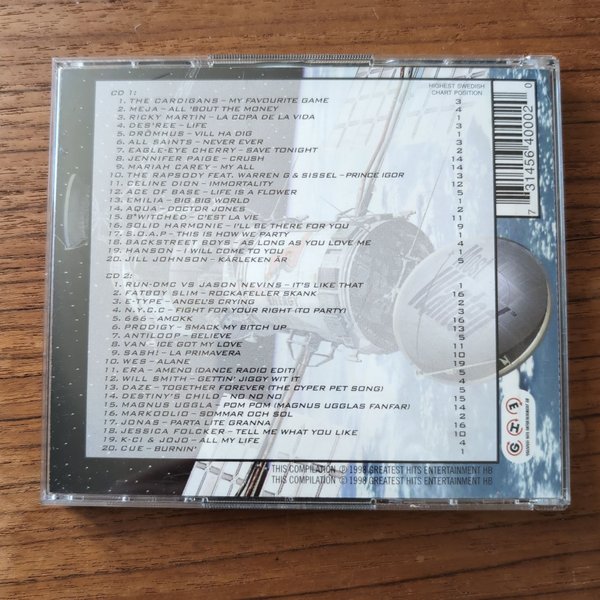 HIGHEST SWEDISH
CHART POSITION
CD 1:
1. THE CARDIGANS – MY FAVOURITE GAME 3
2. MEJA – ALL 'BOUT THE MONEY 4
3. RICKY MARTIN – LA COPA DE LA VIDA 1
4. DES'REE – LIFE 3
5. DRÖMHUS – VILL HA DIG 1
6. ALL SAINTS – NEVER EVER 3
7. EAGLE-EYE CHERRY – SAVE TONIGHT 2
8. JENNIFER PAIGE – CRUSH 14
9. MARIAH CAREY – MY ALL 14
10. THE RAPSODY FEAT. WARREN G & SISSEL – PRINCE IGOR 3
11. CELINE DION – IMMORTALITY 12
12. ACE OF BASE – LIFE IS A FLOWER 5
13. EMILIA – BIG BIG WORLD 1
14. AQUA – DOCTOR JONES 2
15. B*WITCHED – C'EST LA VIE 11
16. SOLID HARMONIE – I'LL BE THERE FOR YOU 9
17. S.O.A.P – THIS IS HOW WE PARTY 1
18. BACKSTREET BOYS – AS LONG AS YOU LOVE ME 4
19. HANSON – I WILL COME TO YOU 1
20. JILL JOHNSON – KÄRLEKEN ÄR 5
CD 2:
1. RUN-DMC VS JASON NEVINS – IT'S LIKE THAT 1
2. FATBOY SLIM – ROCKAFELLER SKANK 16
3. E-TYPE – ANGEL'S CRYING 2
4. N.Y.C.C – FIGHT FOR YOUR RIGHT (TO PARTY) 3
5. 666 – AMOKK 16
6. PRODIGY – SMACK MY BITCH UP 13
7. ANTILOOP – BELIEVE 5
8. VAN – ICE GOT MY LOVE 11
9. SASH! – LA PRIMAVERA 10
10. WES – ALANE 19
11. ERA – AMENO (DANCE RADIO EDIT) 5
12. WILL SMITH – GETTIN' JIGGY WIT IT 4
13. DAZE – TOGETHER FOREVER (THE CYPER PET SONG) 5
14. DESTINY'S CHILD – NO NO NO 15
15. MAGNUS UGGLA – POM POM (MAGNUS UGGLAS FANFAR) 14
16. MARKOOLIO – SOMMAR OCH SOL 2
17. JONAS – PARTA LITE GRANNA 16
18. JESSICA FOLCKER – TELL ME WHAT YOU LIKE 10
19. K-CI & JOJO – ALL MY LIFE 4
20. CUE – BURNIN' 1
THIS COMPILATION ℗ 1998 GREATEST HITS ENTERTAINMENT HB
THIS COMPILATION © 1998 GREATEST HITS ENTERTAINMENT HB
7 31456 40002 0